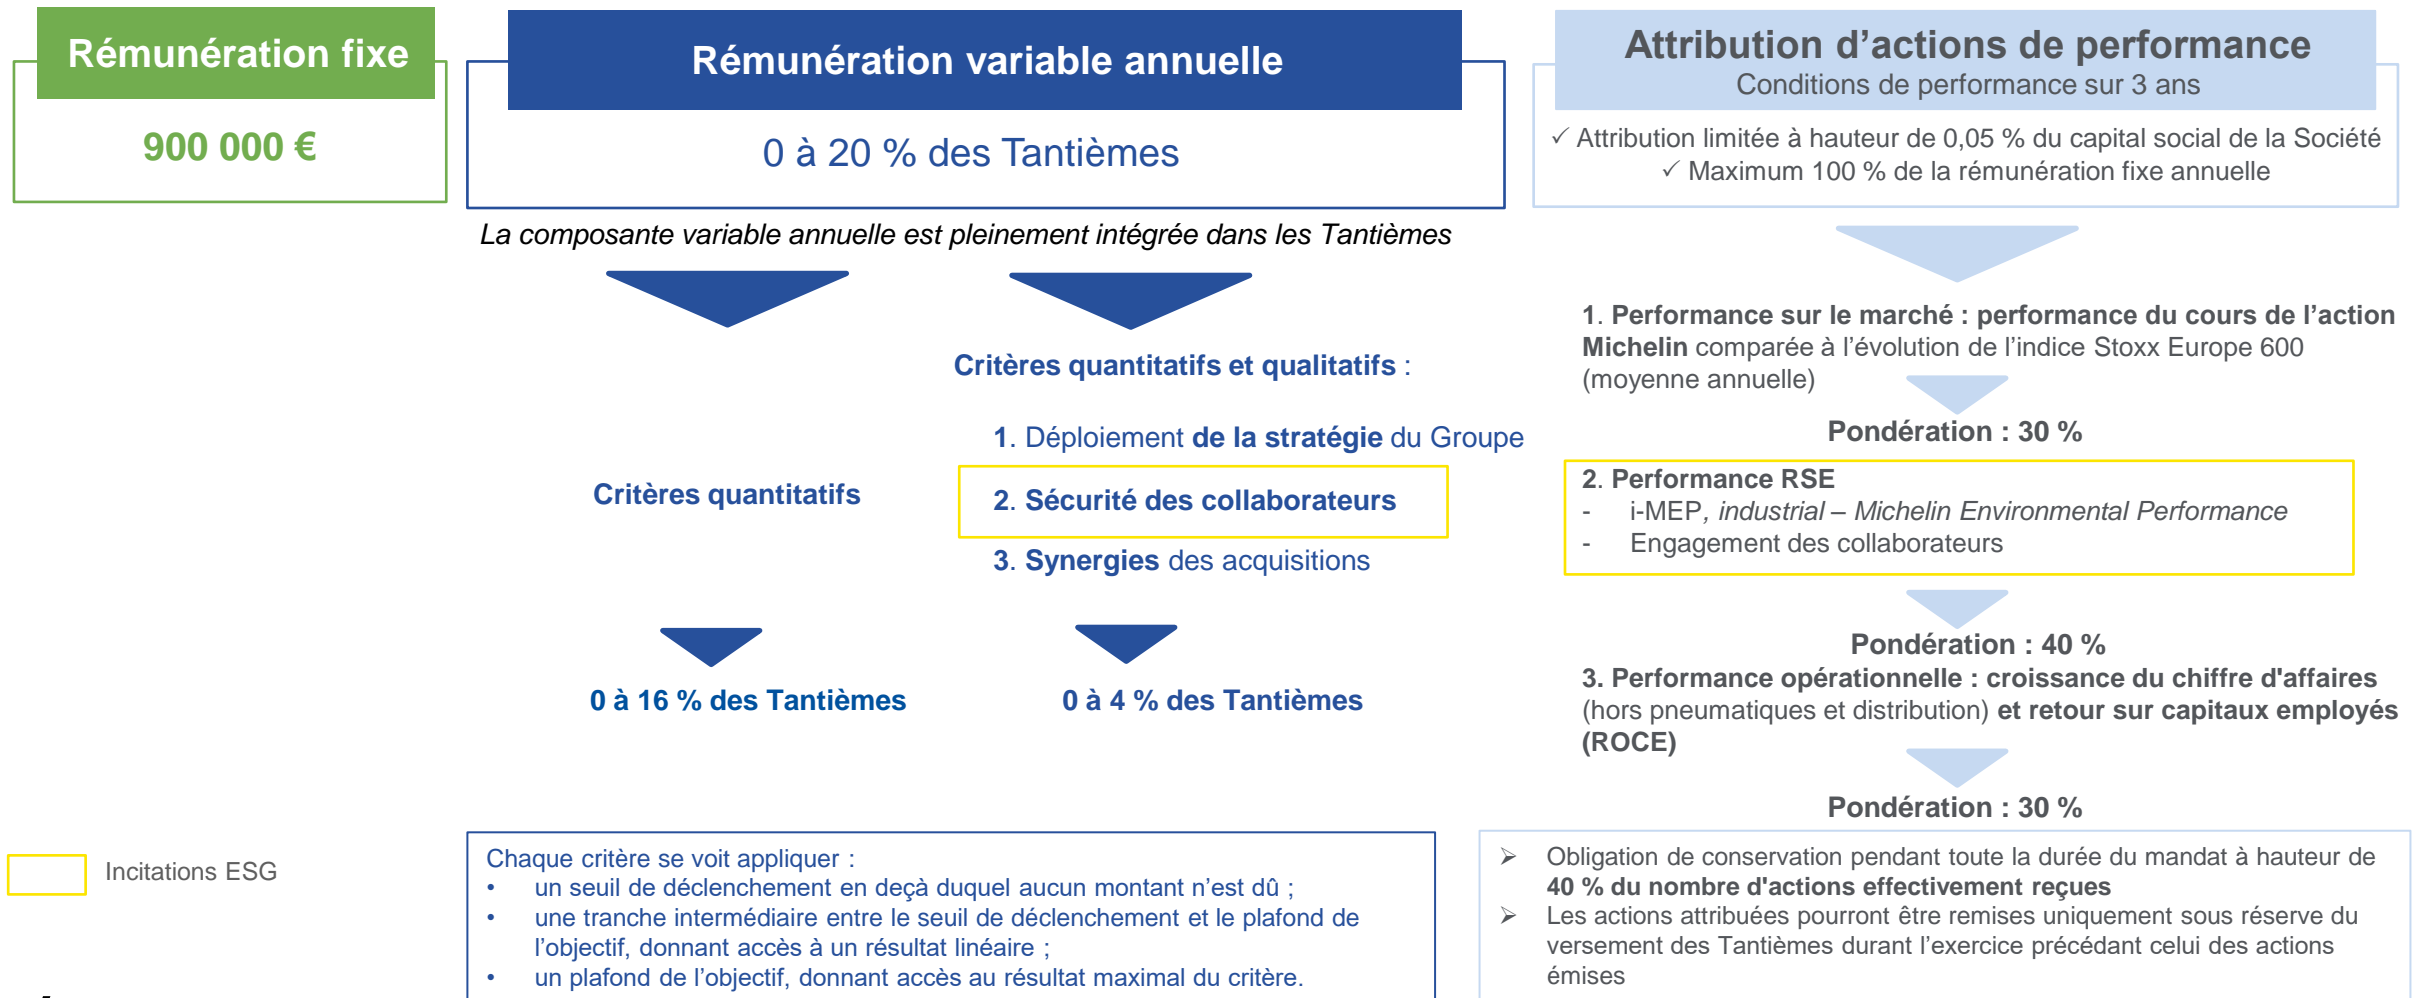 Rémunération fixe
900 000 €
Rémunération variable annuelle
0 à 20 % des Tantièmes
La composante variable annuelle est pleinement intégrée dans les Tantièmes
Critères quantitatifs
0 à 16 % des Tantièmes
Critères quantitatifs et qualitatifs :
1. Déploiement de la stratégie du Groupe
2. Sécurité des collaborateurs
3. Synergies des acquisitions
0 à 4 % des Tantièmes
Chaque critère se voit appliquer :
• un seuil de déclenchement en deçà duquel aucun montant n’est dû ;
• une tranche intermédiaire entre le seuil de déclenchement et le plafond de
l’objectif, donnant accès à un résultat linéaire ;
• un plafond de l’objectif, donnant accès au résultat maximal du critère.
Attribution d’actions de performance
Conditions de performance sur 3 ans
✓ Attribution limitée à hauteur de 0,05 % du capital social de la Société
✓ Maximum 100 % de la rémunération fixe annuelle
1. Performance sur le marché : performance du cours de l’action
Michelin comparée à l’évolution de l’indice Stoxx Europe 600
(moyenne annuelle)
Pondération : 30 %
2. Performance RSE
- i-MEP, industrial – Michelin Environmental Performance
- Engagement des collaborateurs
Pondération : 40 %
3. Performance opérationnelle : croissance du chiffre d'affaires
(hors pneumatiques et distribution) et retour sur capitaux employés
(ROCE)
Pondération : 30 %
➢ Obligation de conservation pendant toute la durée du mandat à hauteur de
40 % du nombre d'actions effectivement reçues
➢ Les actions attribuées pourront être remises uniquement sous réserve du
versement des Tantièmes durant l’exercice précédant celui des actions
émises
Incitations ESG